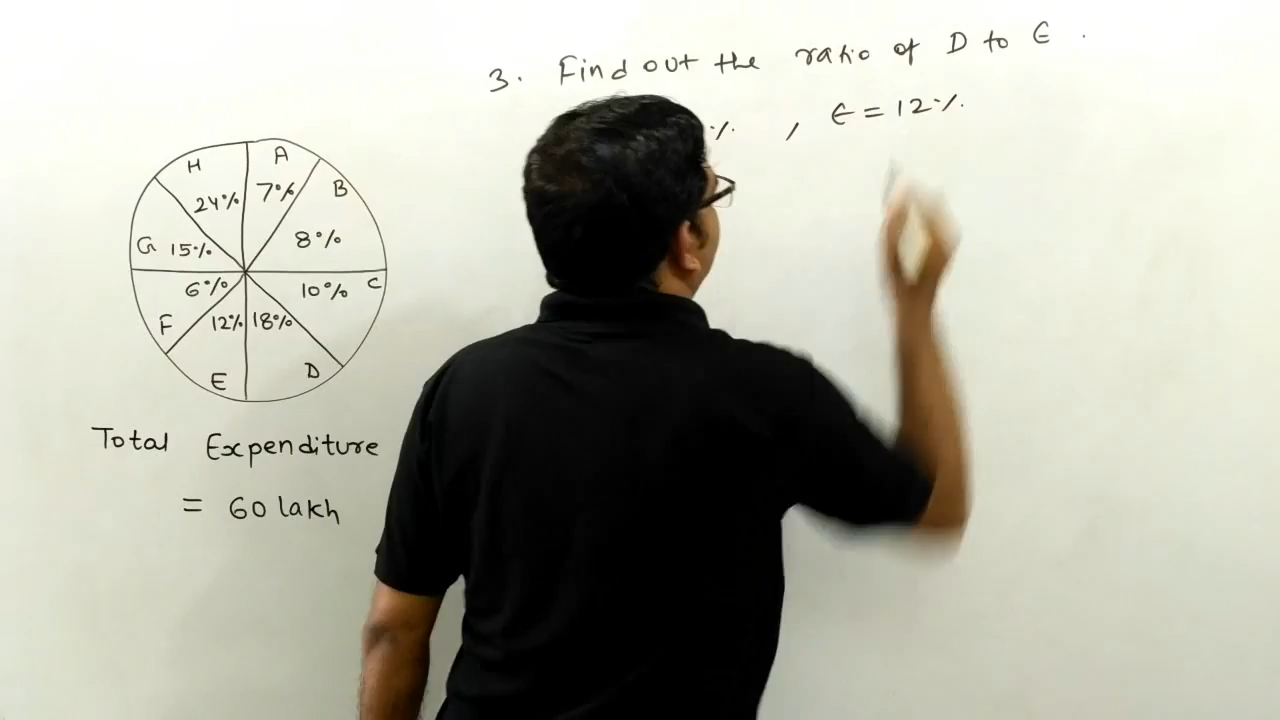 3. Find out the ratio of D to E.
%, E = 12%
H A
24% 7% B
G 15% 8%
6% 10% C
F 12% 18%
E D
Total Expenditure
= 60 lakh